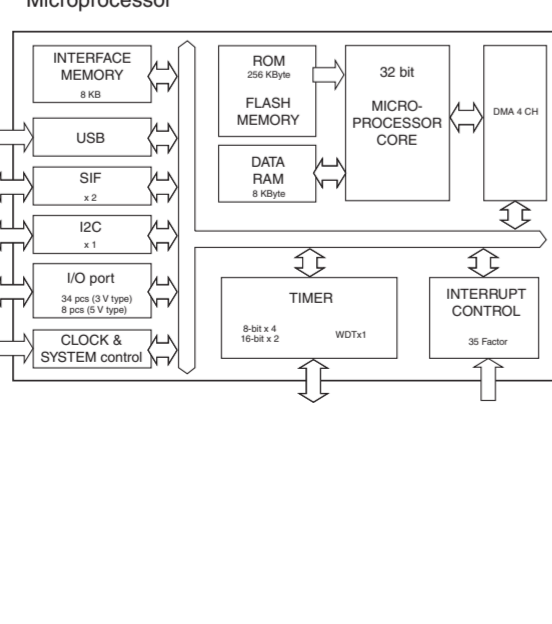 Microprocessor
INTERFACE
MEMORY
8 KB
USB
SIF
x 2
I2C
x 1
I/O port
34 pcs (3 V type)
8 pcs (5 V type)
CLOCK &
SYSTEM control
ROM
256 KByte
FLASH
MEMORY
DATA
RAM
8 KByte
32 bit
MICRO-
PROCESSOR
CORE
DMA 4 CH
TIMER
8-bit x 4
16-bit x 2
WDTx1
INTERRUPT
CONTROL
35 Factor